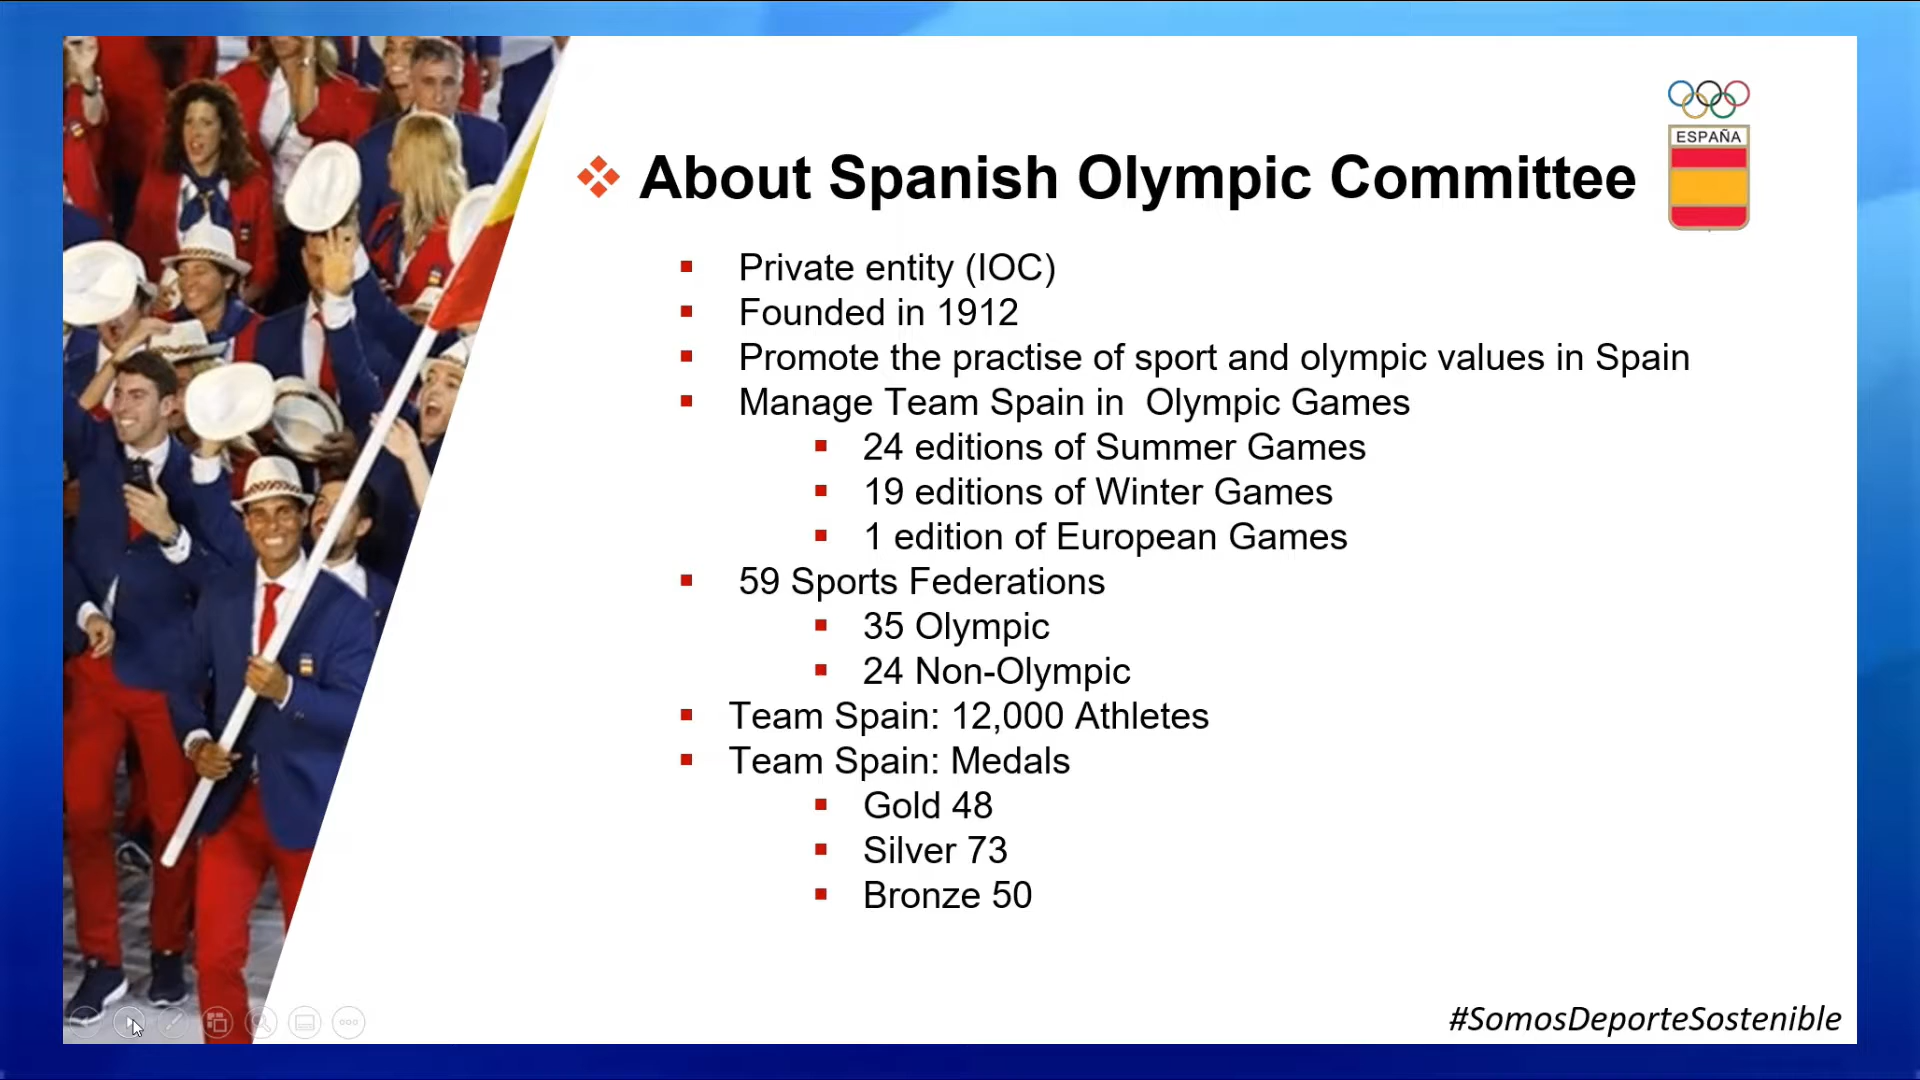 ESPAÑA
About Spanish Olympic Committee
Private entity (IOC)
Founded in 1912
Promote the practise of sport and olympic values in Spain
Manage Team Spain in  Olympic Games
24 editions of Summer Games
19 editions of Winter Games
1 edition of European Games
59 Sports Federations
35 Olympic
24 Non-Olympic
Team Spain: 12,000 Athletes
Team Spain: Medals
Gold 48
Silver 73
Bronze 50
#SomosDeporteSostenible